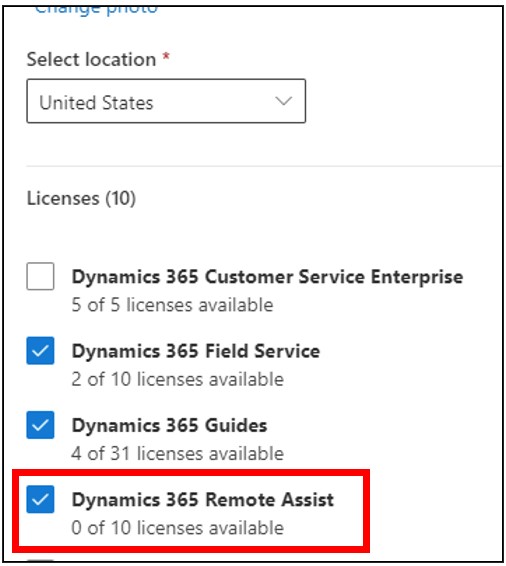 Change photo
Select location *
United States
Licenses (10)
Dynamics 365 Customer Service Enterprise
5 of 5 licenses available
Dynamics 365 Field Service
2 of 10 licenses available
Dynamics 365 Guides
4 of 31 licenses available
Dynamics 365 Remote Assist
0 of 10 licenses available